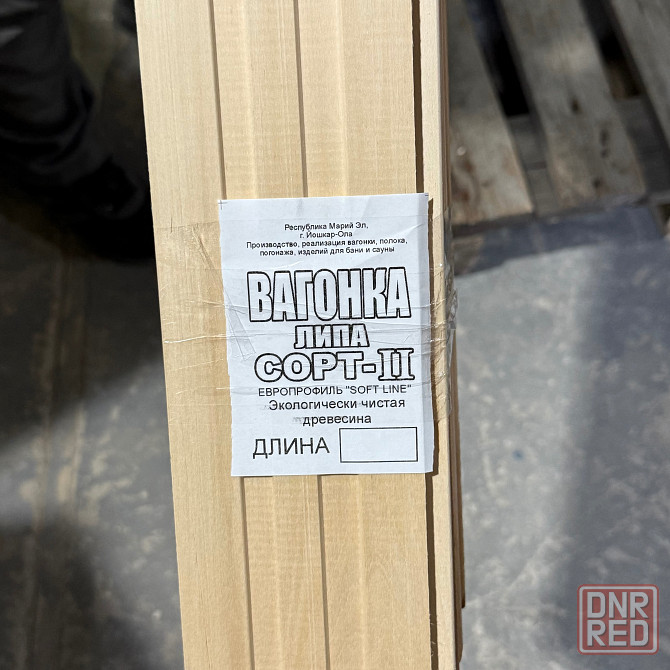 Республика Марий Эл,
г. Йошкар-Ола
Производство, реализация вагонки, полока,
погонажа, изделий для бани и сауны
ВАГОНКА
ЛИПА
СОРТ-II
ЕВРОПРОФИЛЬ "SOFT LINE"
Экологически чистая
древесина
ДЛИНА
DNR
RED